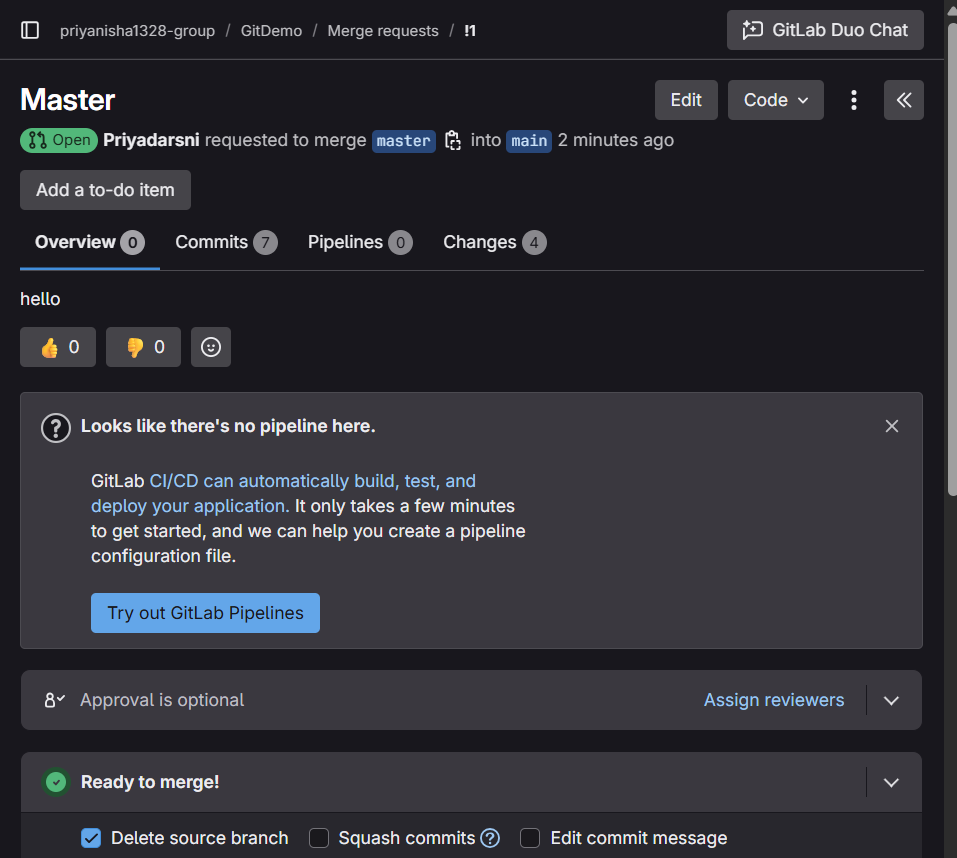 priyanisha1328-group / GitDemo / Merge requests / !1
GitLab Duo Chat
Master
Edit
Code
Open Priyadarsni requested to merge master into main 2 minutes ago
Add a to-do item
Overview 0 Commits 7 Pipelines 0 Changes 4
hello
👍 0 👎 0
Looks like there's no pipeline here.
GitLab CI/CD can automatically build, test, and
deploy your application. It only takes a few minutes
to get started, and we can help you create a pipeline
configuration file.
Try out GitLab Pipelines
Approval is optional
Assign reviewers
Ready to merge!
Delete source branch Squash commits ? Edit commit message